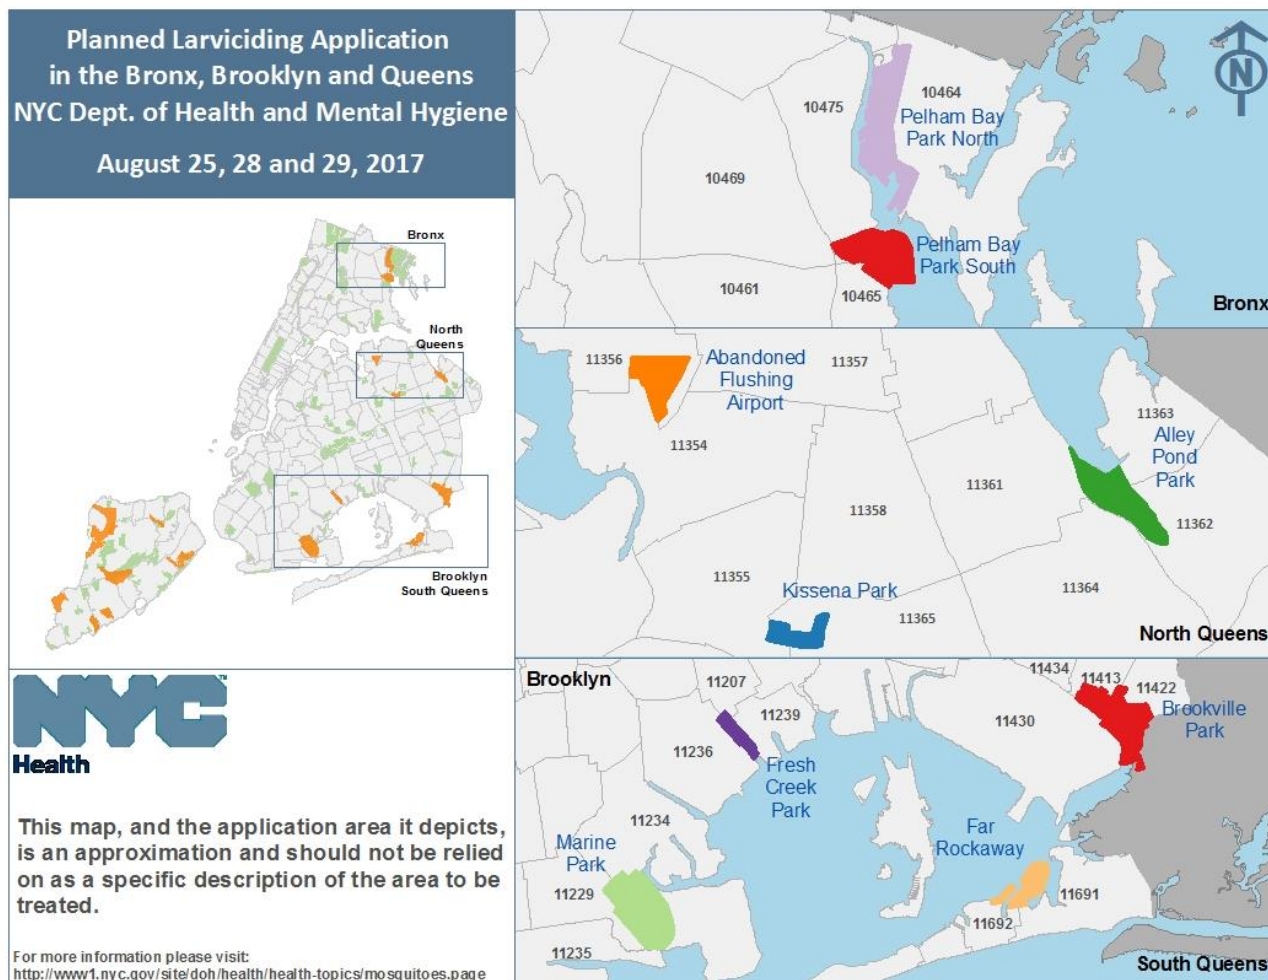 Planned Larviciding Application
in the Bronx, Brooklyn and Queens
NYC Dept. of Health and Mental Hygiene
August 25, 28 and 29, 2017
Bronx
North
Queens
Brooklyn
South Queens
NYC
TM
Health
This map, and the application area it depicts,
is an approximation and should not be relied
on as a specific description of the area to be
treated.
For more information please visit:
http://www1.nyc.gov/site/doh/health/health-topics/mosquitoes.page
N
10475
10464
Pelham Bay
Park North
10469
Pelham Bay
Park South
10461
10465
Bronx
11356
Abandoned
Flushing
Airport
11357
11354
11363
Alley
Pond
Park
11361
11358
11362
11355
Kissena Park
11364
11365
North Queens
Brooklyn
11207
11434
11413
11422
11239
11430
Brookville
Park
11236
Fresh
Creek
Park
11234
Marine
Park
Far
Rockaway
11229
11691
11692
11235
South Queens